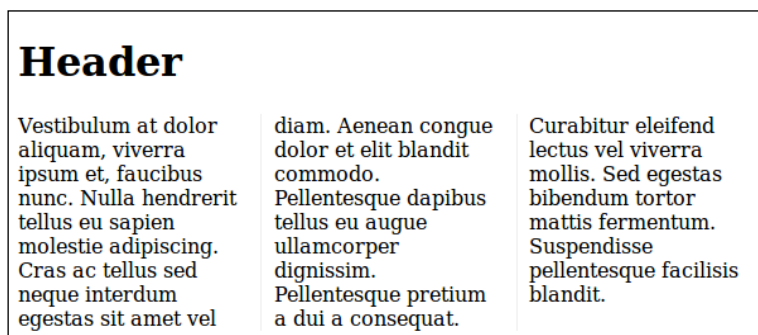 Header
Vestibulum at dolor
aliquam, viverra
ipsum et, faucibus
nunc. Nulla hendrerit
tellus eu sapien
molestie adipiscing.
Cras ac tellus sed
neque interdum
egestas sit amet vel
diam. Aenean congue
dolor et elit blandit
commodo.
Pellentesque dapibus
tellus eu augue
ullamcorper
dignissim.
Pellentesque pretium
a dui a consequat.
Curabitur eleifend
lectus vel viverra
mollis. Sed egestas
bibendum tortor
mattis fermentum.
Suspendisse
pellentesque facilisis
blandit.